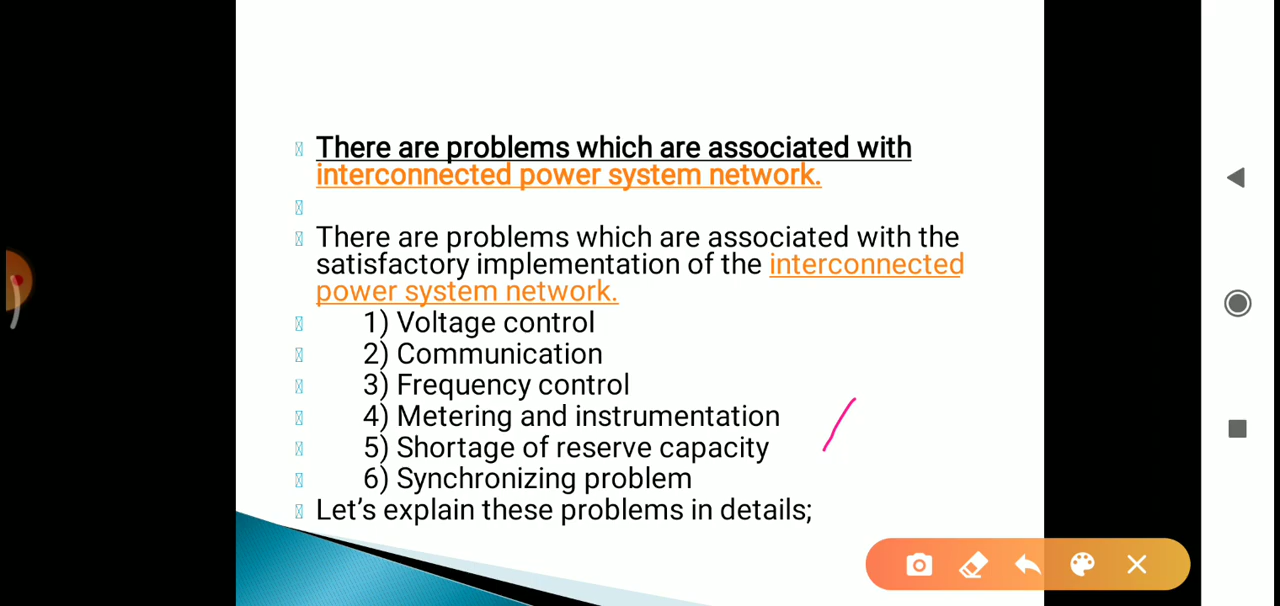 There are problems which are associated with
interconnected power system network.
There are problems which are associated with the
satisfactory implementation of the interconnected
power system network.
1) Voltage control
2) Communication
3) Frequency control
4) Metering and instrumentation
5) Shortage of reserve capacity
6) Synchronizing problem
Let’s explain these problems in details;